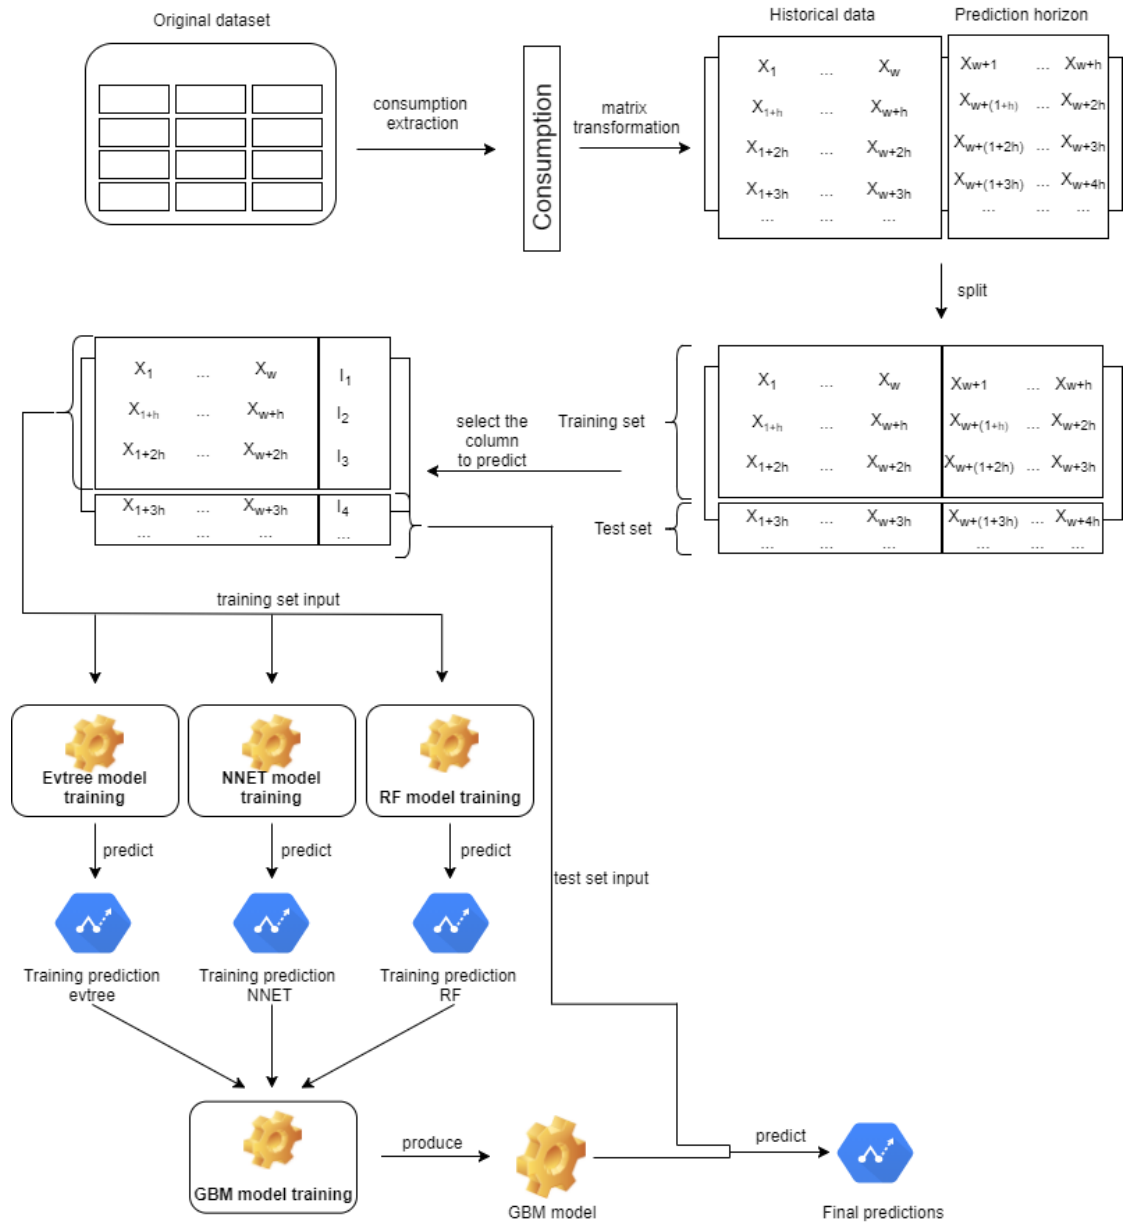 Original dataset
Historical data
Prediction horizon
consumption
extraction
Consumption
matrix
transformation
X1 ... Xw Xw+1 ... Xw+h
X1+h ... Xw+h Xw+(1+h) ... Xw+2h
X1+2h ... Xw+2h Xw+(1+2h) ... Xw+3h
X1+3h ... Xw+3h Xw+(1+3h) ... Xw+4h
... ... ... ... ... ...
split
X1 ... Xw I1
X1+h ... Xw+h I2
X1+2h ... Xw+2h I3
X1+3h ... Xw+3h I4
... ... ... ...
select the
column
to predict
Training set
Test set
X1 ... Xw Xw+1 ... Xw+h
X1+h ... Xw+h Xw+(1+h) ... Xw+2h
X1+2h ... Xw+2h Xw+(1+2h) ... Xw+3h
X1+3h ... Xw+3h Xw+(1+3h) ... Xw+4h
... ... ... ... ... ...
training set input
Evtree model
training
NNET model
training
RF model training
predict
predict
predict
test set input
Training prediction
evtree
Training prediction
NNET
Training prediction
RF
GBM model training
produce
GBM model
predict
Final predictions